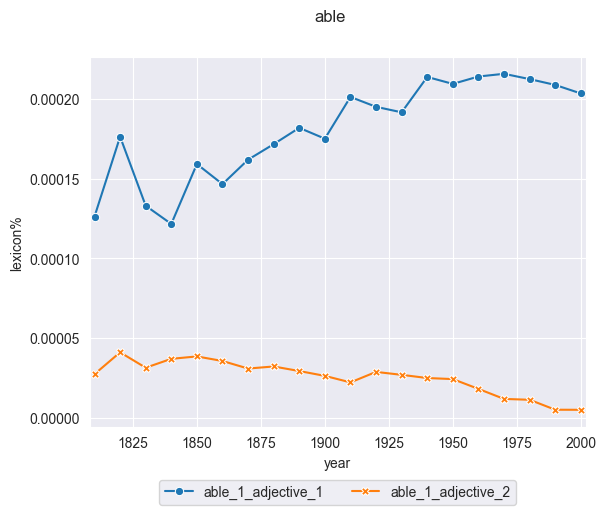 able
0.00020
0.00015
0.00010
0.00005
0.00000
lexicon%
1825 1850 1875 1900 1925 1950 1975 2000
year
able_1_adjective_1 able_1_adjective_2